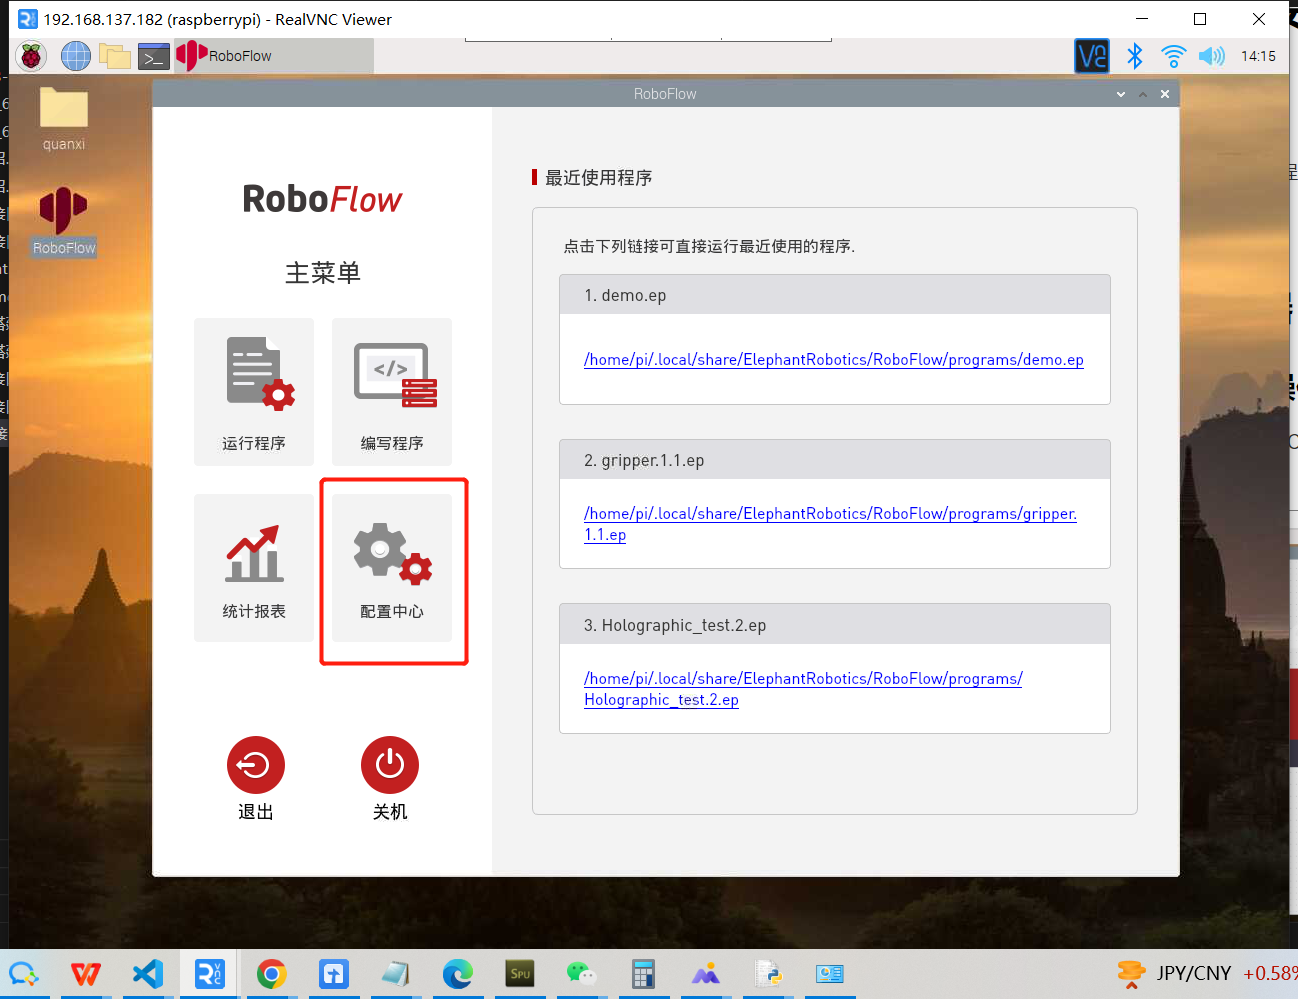 192.168.137.182 (raspberrypi) - RealVNC Viewer
RoboFlow
14:15
quanxi
RoboFlow
RoboFlow
RoboFlow
主菜单
运行程序
编写程序
统计报表
配置中心
退出
关机
最近使用程序
点击下列链接可直接运行最近使用的程序.
1. demo.ep
/home/pi/.local/share/ElephantRobotics/RoboFlow/programs/demo.ep
2. gripper.1.1.ep
/home/pi/.local/share/ElephantRobotics/RoboFlow/programs/gripper.
1.1.ep
3. Holographic_test.2.ep
/home/pi/.local/share/ElephantRobotics/RoboFlow/programs/
Holographic_test.2.ep
SPU
JPY/CNY +0.58%